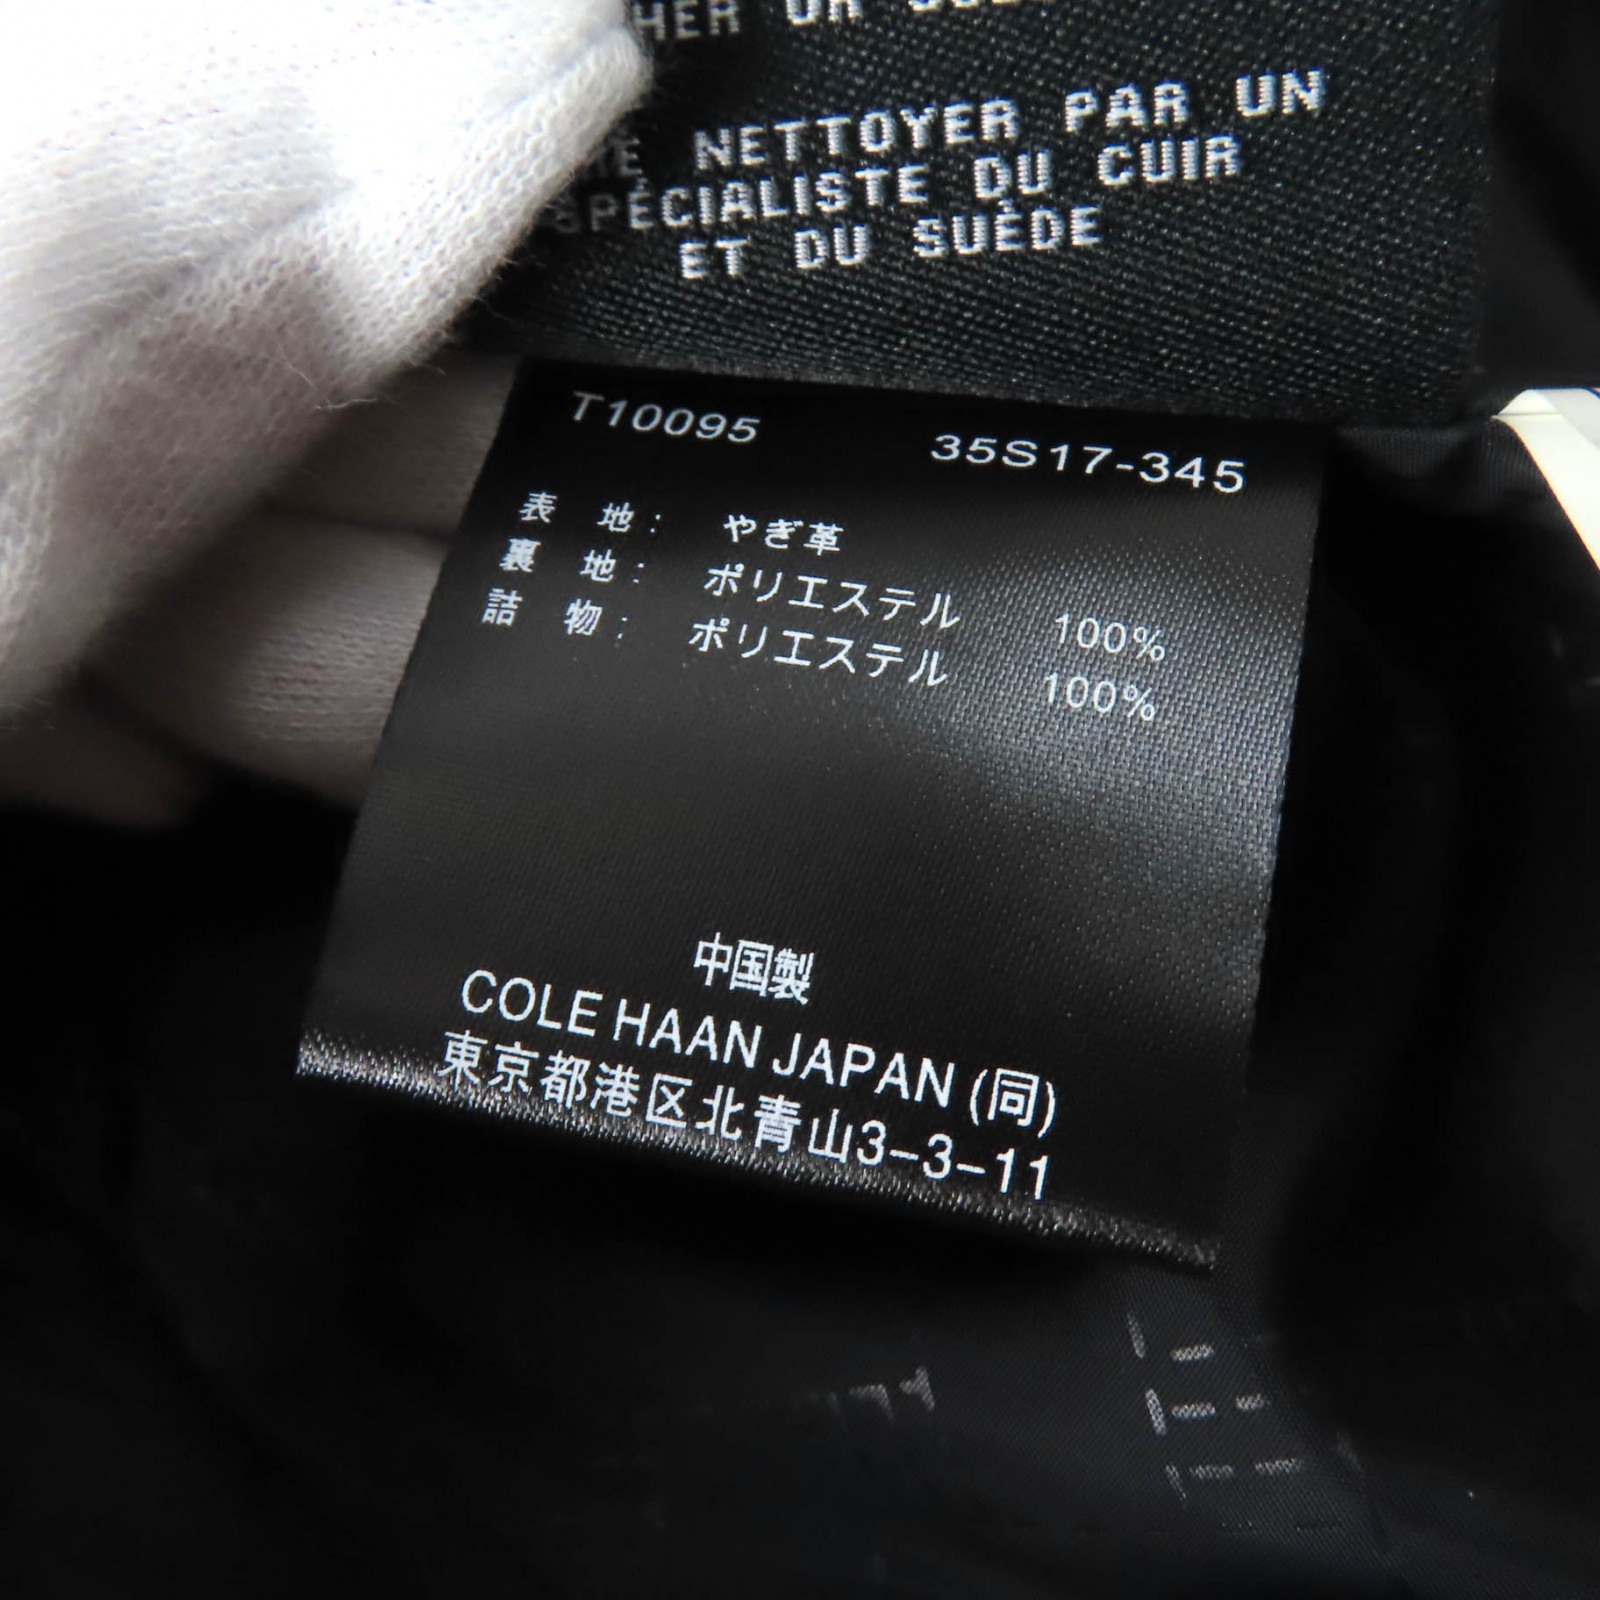 NETTOYER PAR UN
SPÉCIALISTE DU CUIR
ET DU SUÈDE
T10095 35S17-345
表 地： やぎ革
裏 地： ポリエステル 100%
詰 物： ポリエステル 100%
中国製
COLE HAAN JAPAN (同)
東京都港区北青山3-3-11